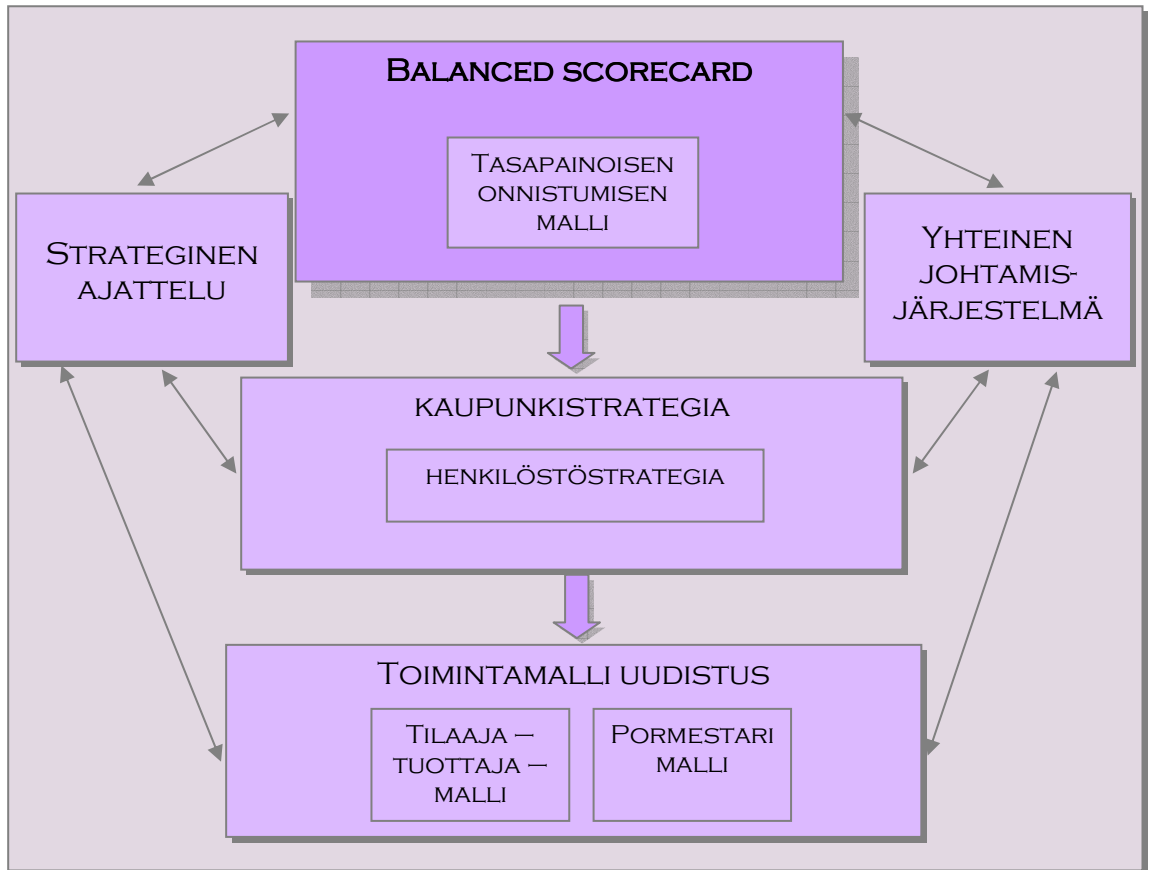 BALANCED SCORECARD
TASAPAINOISEN
ONNISTUMISEN
MALLI
STRATEGINEN
AJATTELU
YHTEINEN
JOHTAMIS-
JÄRJESTELMÄ
KAUPUNKISTRATEGIA
HENKILÖSTÖSTRATEGIA
TOIMINTAMALLI UUDISTUS
TILAAJA –
TUOTTAJA –
MALLI
PORMESTARI
MALLI